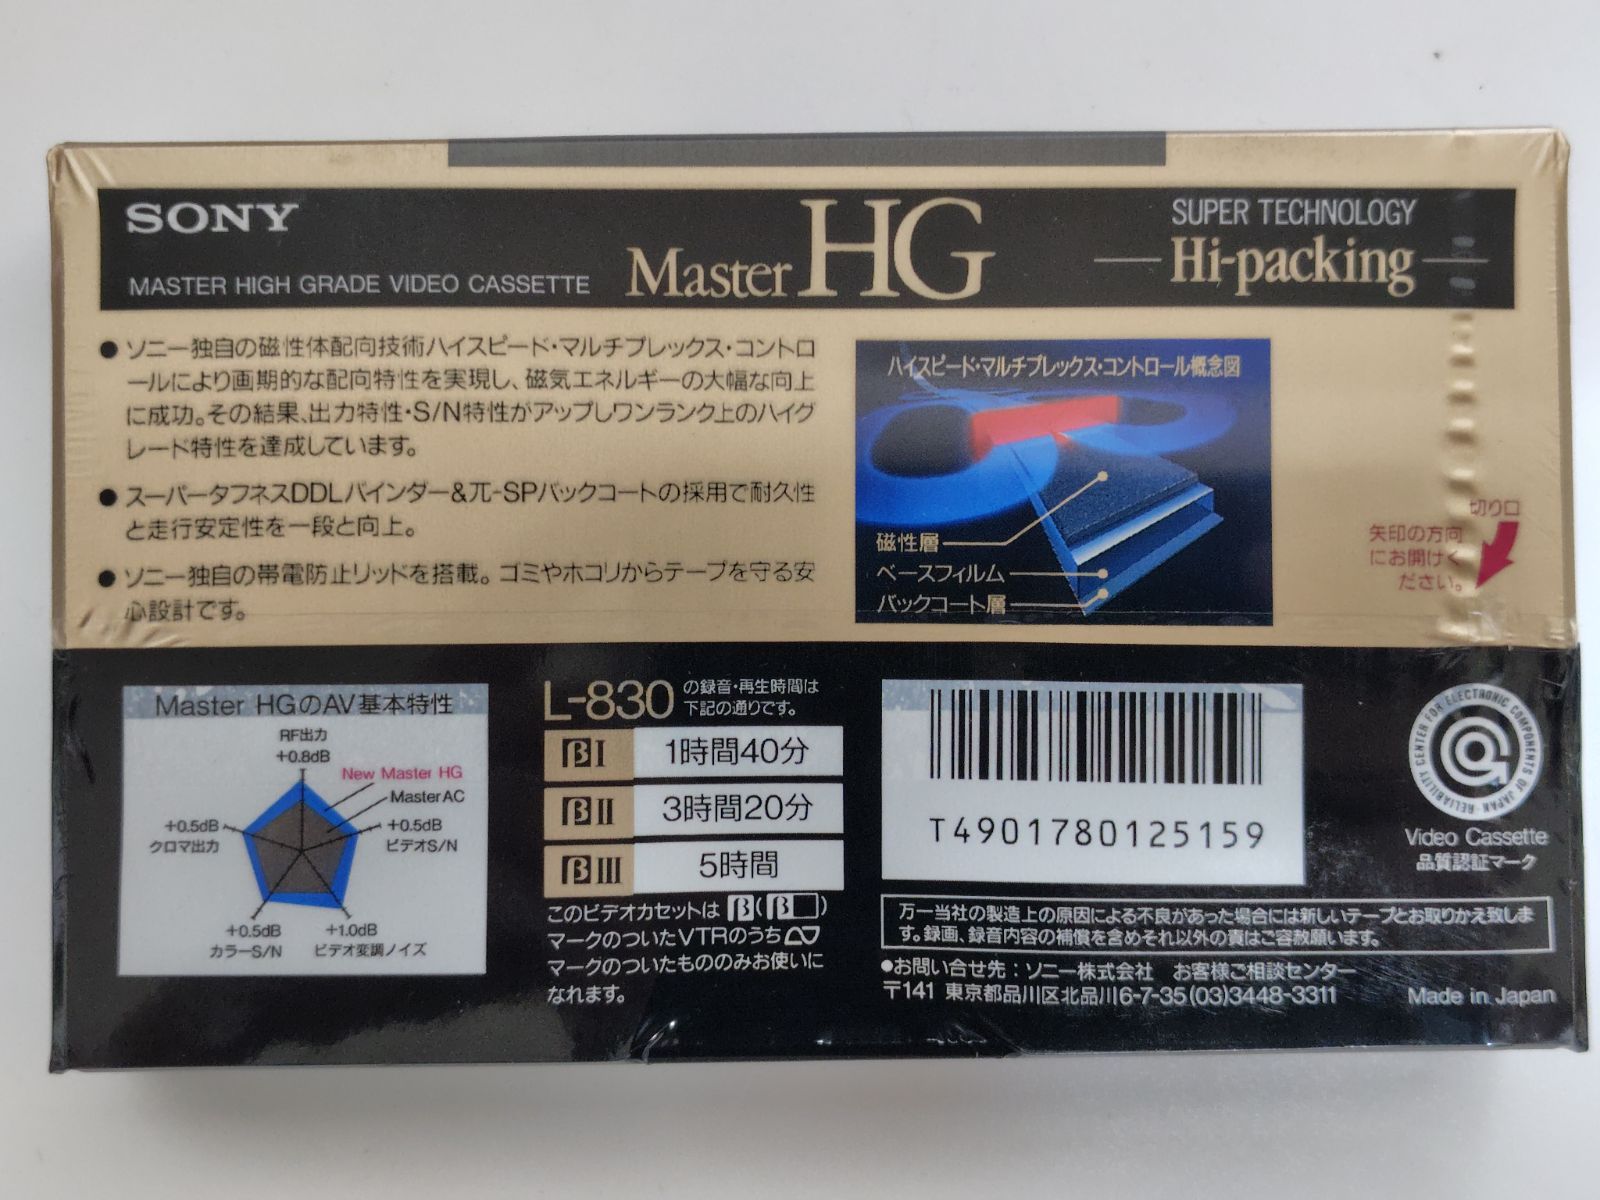 SONY
MASTER HIGH GRADE VIDEO CASSETTE
Master HG
SUPER TECHNOLOGY
Hi-packing
●ソニー独自の磁性体配向技術ハイスピード・マルチプレックス・コントロ
ールにより画期的な配向特性を実現し、磁気エネルギーの大幅な向上
に成功。その結果、出力特性・S/N特性がアップしワンランク上のハイグ
レード特性を達成しています。
●スーパータフネスDDLバインダー&π-SPバックコートの採用で耐久性
と走行安定性を一段と向上。
●ソニー独自の帯電防止リッドを搭載。ゴミやホコリからテープを守る安
心設計です。
ハイスピード・マルチプレックス・コントロール概念図
磁性層
ベースフィルム
バックコート層
切り口
矢印の方向
にお開けく
ださい。
Master HGのAV基本特性
RF出力
+0.8dB
New Master HG
Master AC
+0.5dB
クロマ出力
+0.5dB
ビデオS/N
+0.5dB
カラーS/N
+1.0dB
ビデオ変調ノイズ
L-830 の録音・再生時間は
下記の通りです。
βI 1時間40分
βII 3時間20分
βIII 5時間
このビデオカセットは β(β )
マークのついたVTRのうち
マークのついたもののみお使いに
なれます。
T4901780125159
RELIABILITY CENTER FOR ELECTRONIC COMPONENTS OF JAPAN
Video Cassette
品質認証マーク
万一当社の製造上の原因による不良があった場合には新しいテープとお取りかえ致しま
す。録画、録音内容の補償を含めそれ以外の責はご容赦願います。
●お問い合せ先：ソニー株式会社 お客様ご相談センター
〒141 東京都品川区北品川6-7-35(03)3448-3311
Made in Japan